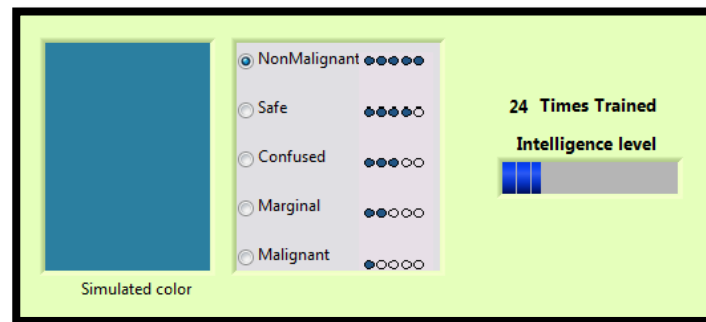 NonMalignant
Safe
Confused
Marginal
Malignant
24 Times Trained
Intelligence level
Simulated color